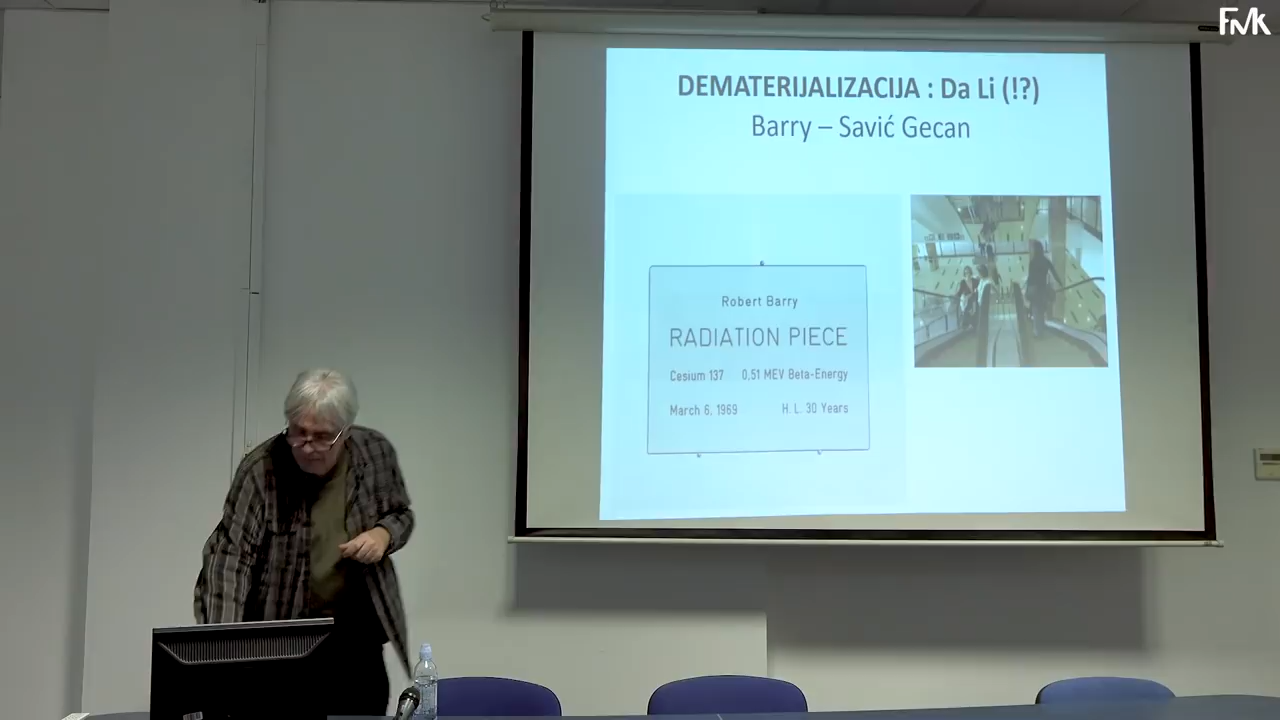 FMK
DEMATERIJALIZACIJA : Da Li (!?)
Barry – Savić Gecan
Robert Barry
RADIATION PIECE
Cesium 137 0,51 MEV Beta-Energy
March 6, 1969 H. L. 30 Years